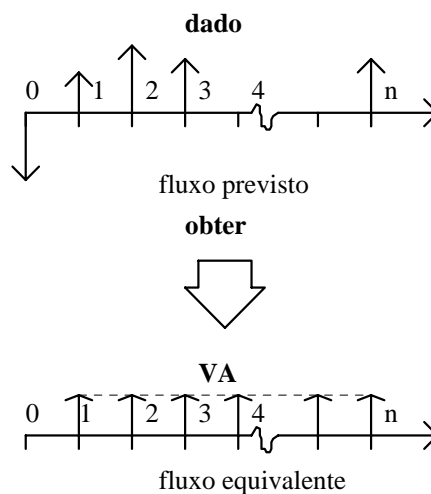 dado
0 1 2 3 4 n
fluxo previsto
obter
VA
0 1 2 3 4 n
fluxo equivalente